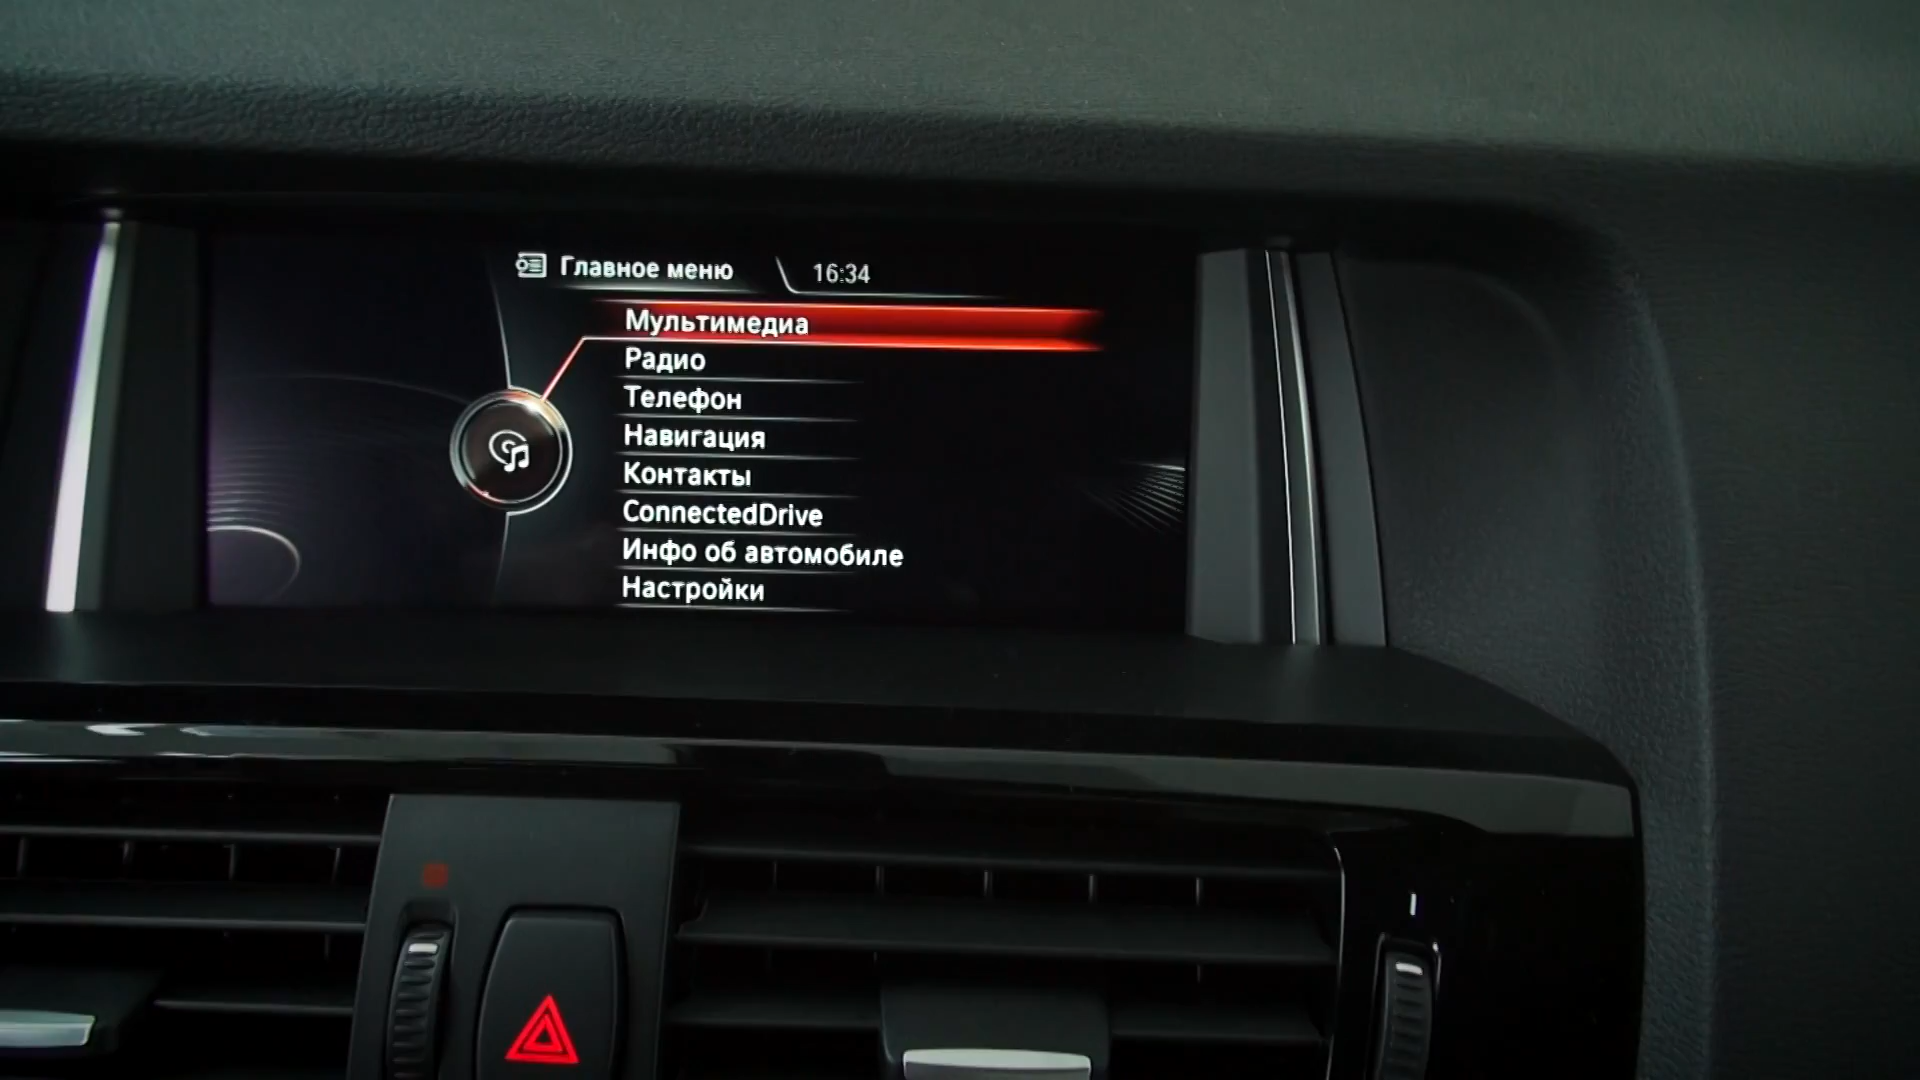 Главное меню 16:34
Мультимедиа
Радио
Телефон
Навигация
Контакты
ConnectedDrive
Инфо об автомобиле
Настройки